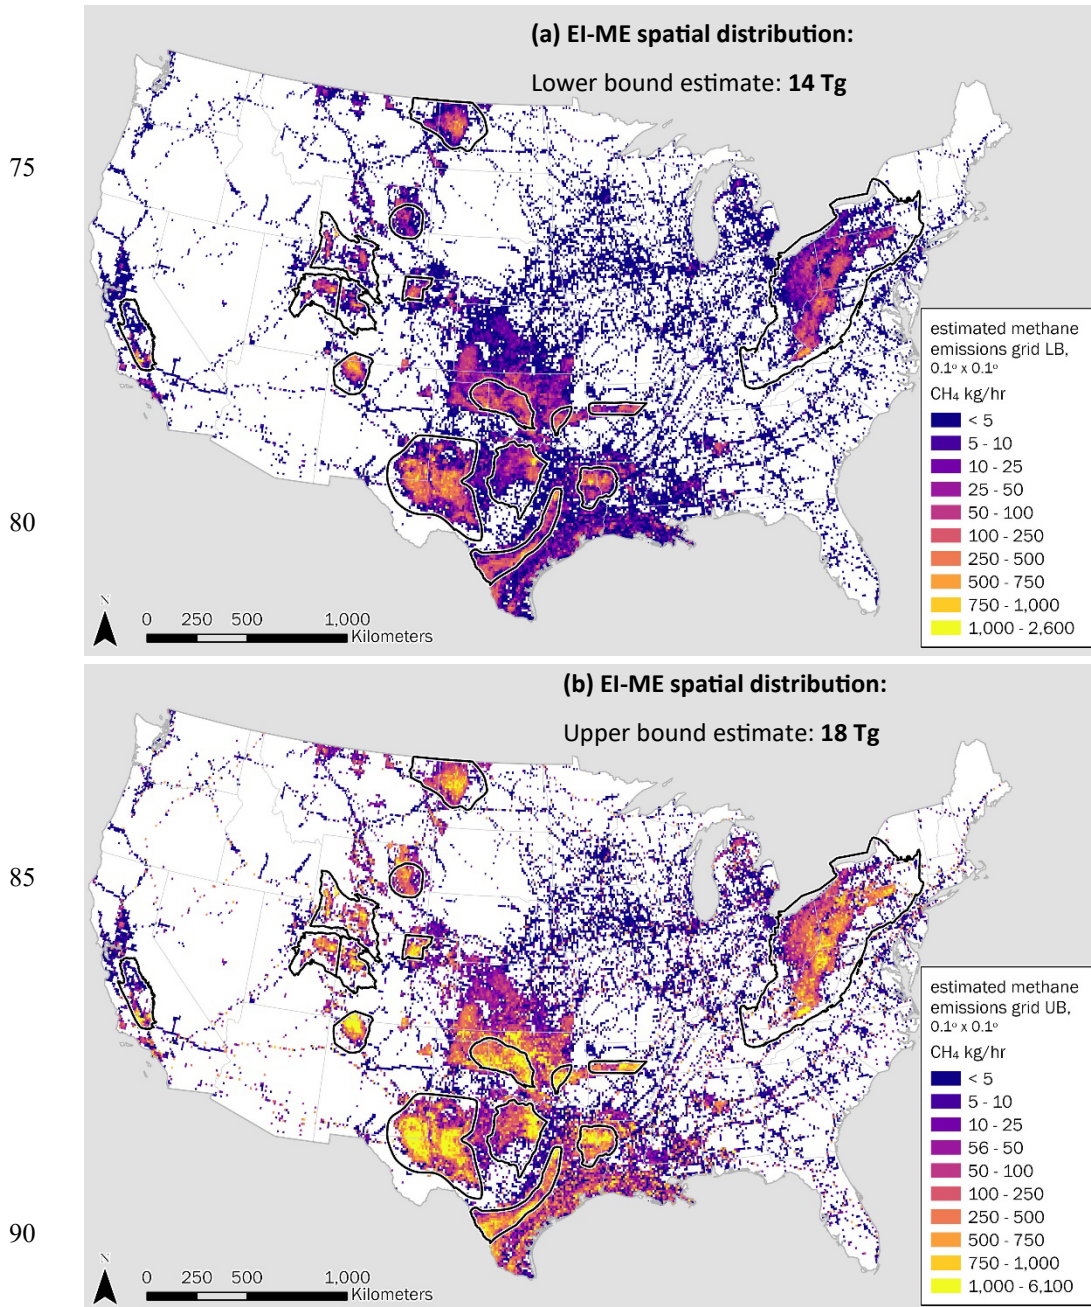 (a) EI-ME spatial distribution:
Lower bound estimate: 14 Tg
75
80
estimated methane
emissions grid LB,
0.1º x 0.1º
CH₄ kg/hr
< 5
5 - 10
10 - 25
25 - 50
50 - 100
100 - 250
250 - 500
500 - 750
750 - 1,000
1,000 - 2,600
N
0 250 500 1,000
Kilometers
(b) EI-ME spatial distribution:
Upper bound estimate: 18 Tg
85
90
estimated methane
emissions grid UB,
0.1º x 0.1º
CH₄ kg/hr
< 5
5 - 10
10 - 25
56 - 50
50 - 100
100 - 250
250 - 500
500 - 750
750 - 1,000
1,000 - 6,100
N
0 250 500 1,000
Kilometers